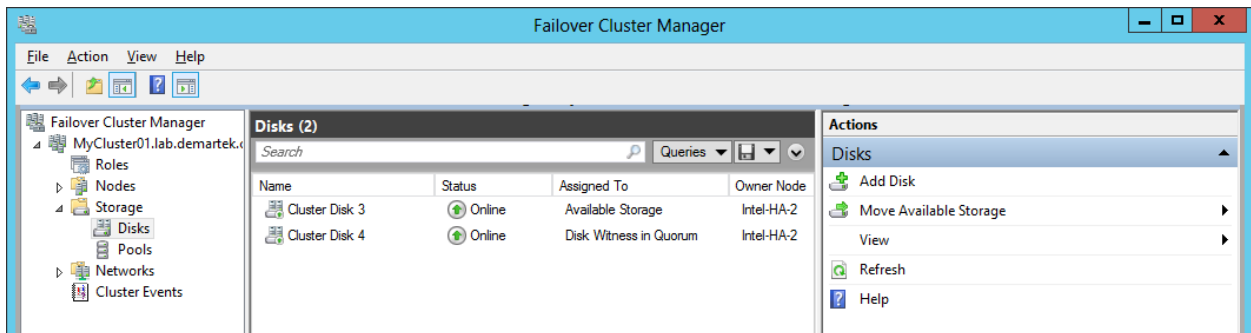 Failover Cluster Manager
File Action View Help
Failover Cluster Manager
MyCluster01.lab.demartek.
Roles
Nodes
Storage
Disks
Pools
Networks
Cluster Events
Disks (2)
Search Queries
Name Status Assigned To Owner Node
Cluster Disk 3 Online Available Storage Intel-HA-2
Cluster Disk 4 Online Disk Witness in Quorum Intel-HA-2
Actions
Disks
Add Disk
Move Available Storage
View
Refresh
Help